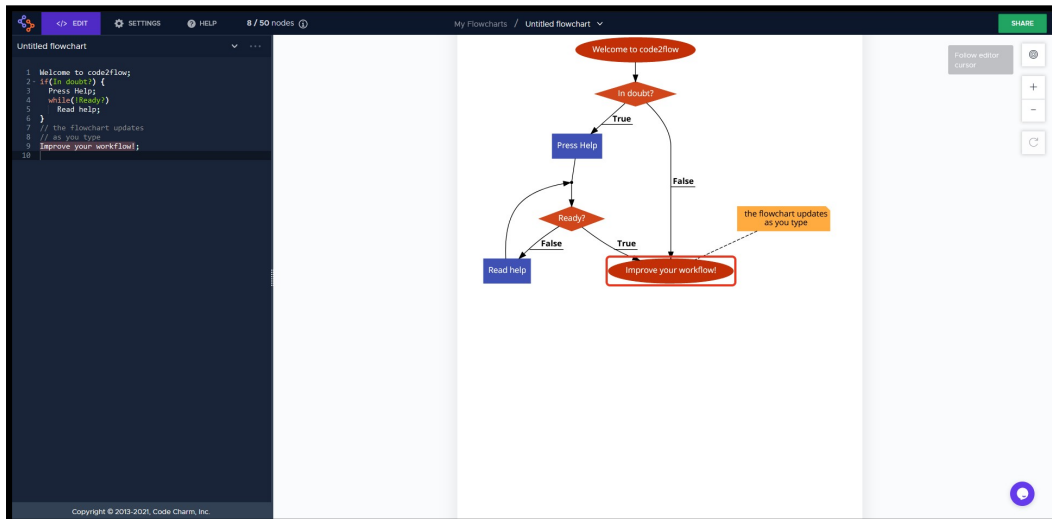 </> EDIT SETTINGS HELP 8 / 50 nodes My Flowcharts / Untitled flowchart SHARE
Untitled flowchart
1 Welcome to code2flow;
2 if(In doubt?) {
3 Press Help;
4 while(!Ready?)
5 Read help;
6 }
7 // the flowchart updates
8 // as you type
9 Improve your workflow!;
10
Welcome to code2flow
In doubt?
True
Press Help
False
Ready?
the flowchart updates
as you type
False
True
Read help
Improve your workflow!
Follow editor
cursor
+
-
Copyright © 2013-2021, Code Charm, Inc.